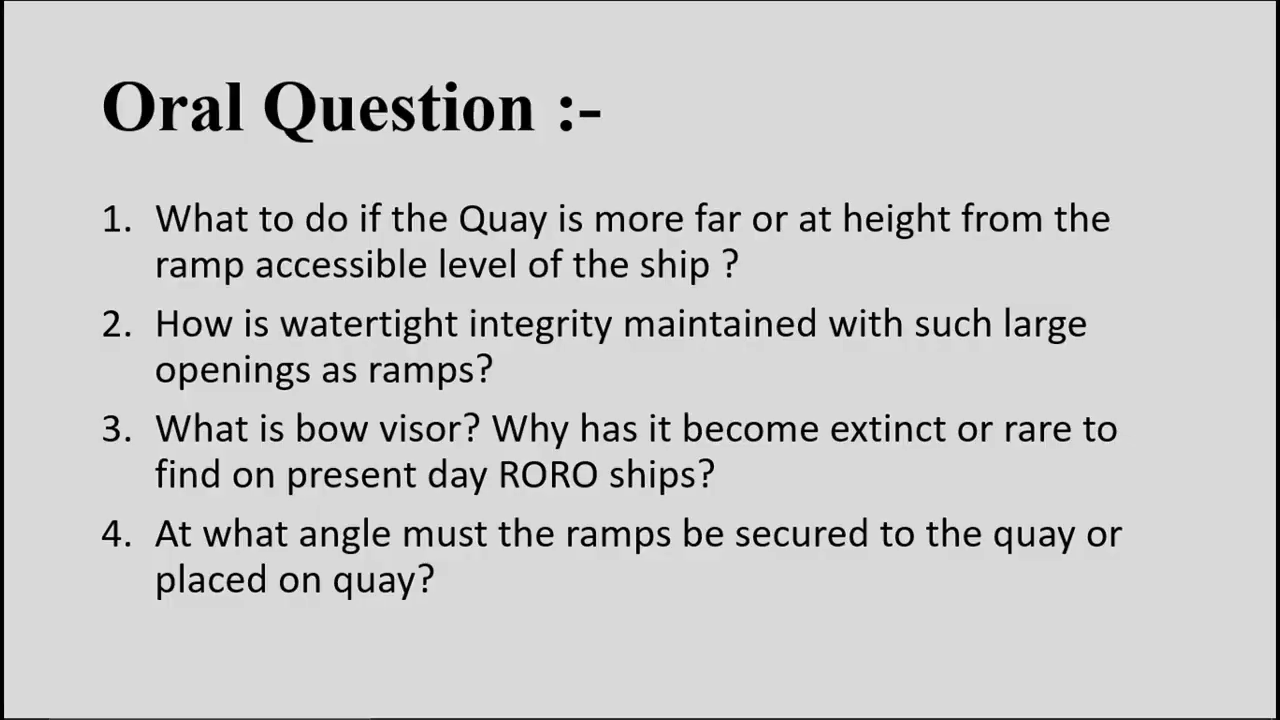 Oral Question :-
1. What to do if the Quay is more far or at height from the
ramp accessible level of the ship ?
2. How is watertight integrity maintained with such large
openings as ramps?
3. What is bow visor? Why has it become extinct or rare to
find on present day RORO ships?
4. At what angle must the ramps be secured to the quay or
placed on quay?